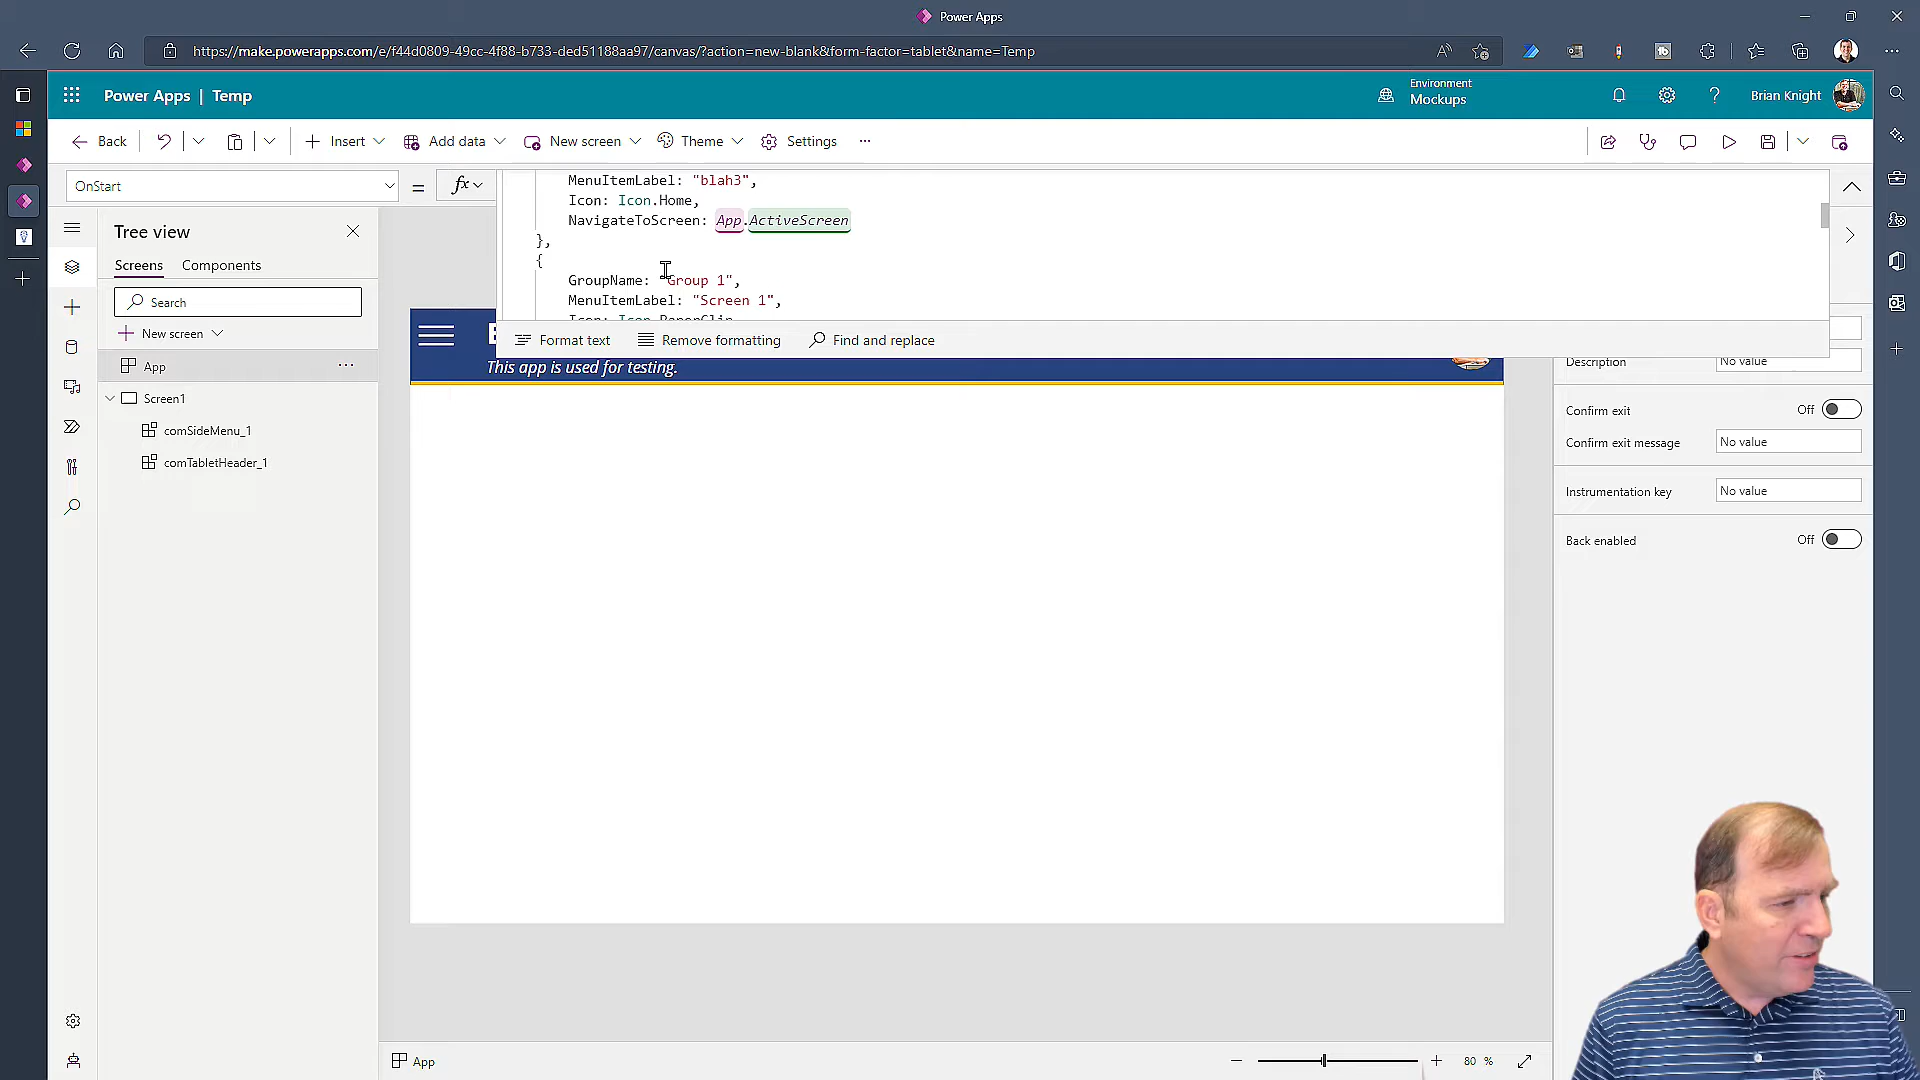 Power Apps
https://make.powerapps.com/e/f44d0809-49cc-4f88-b733-ded51188aa97/canvas/?action=new-blank&form-factor=tablet&name=Temp
Power Apps | Temp
Environment
Mockups
Brian Knight
Back
Insert
Add data
New screen
Theme
Settings
OnStart
=
fx
MenuItemLabel: "blah3",
Icon: Icon.Home,
NavigateToScreen: App.ActiveScreen
},
{
GroupName: "Group 1",
MenuItemLabel: "Screen 1",
Icon: Icon.PaperClip
Format text
Remove formatting
Find and replace
Tree view
Screens
Components
Search
New screen
App
Screen1
comSideMenu_1
comTabletHeader_1
This app is used for testing.
Description
No value
Confirm exit
Off
Confirm exit message
No value
Instrumentation key
No value
Back enabled
Off
App
80 %